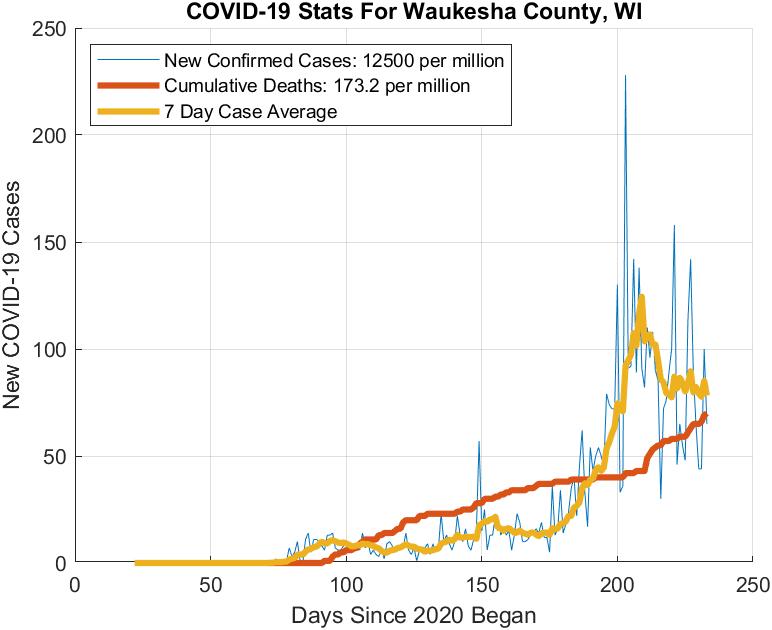 COVID-19 Stats For Waukesha County, WI
New Confirmed Cases: 12500 per million
Cumulative Deaths: 173.2 per million
7 Day Case Average
New COVID-19 Cases
250
200
150
100
50
0
0 50 100 150 200 250
Days Since 2020 Began